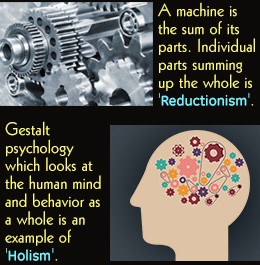 A machine is
the sum of its
parts. Individual
parts summing
up the whole is
'Reductionism'.
Gestalt
psychology
which looks at
the human mind
and behavior as
a whole is an
example of
'Holism'.